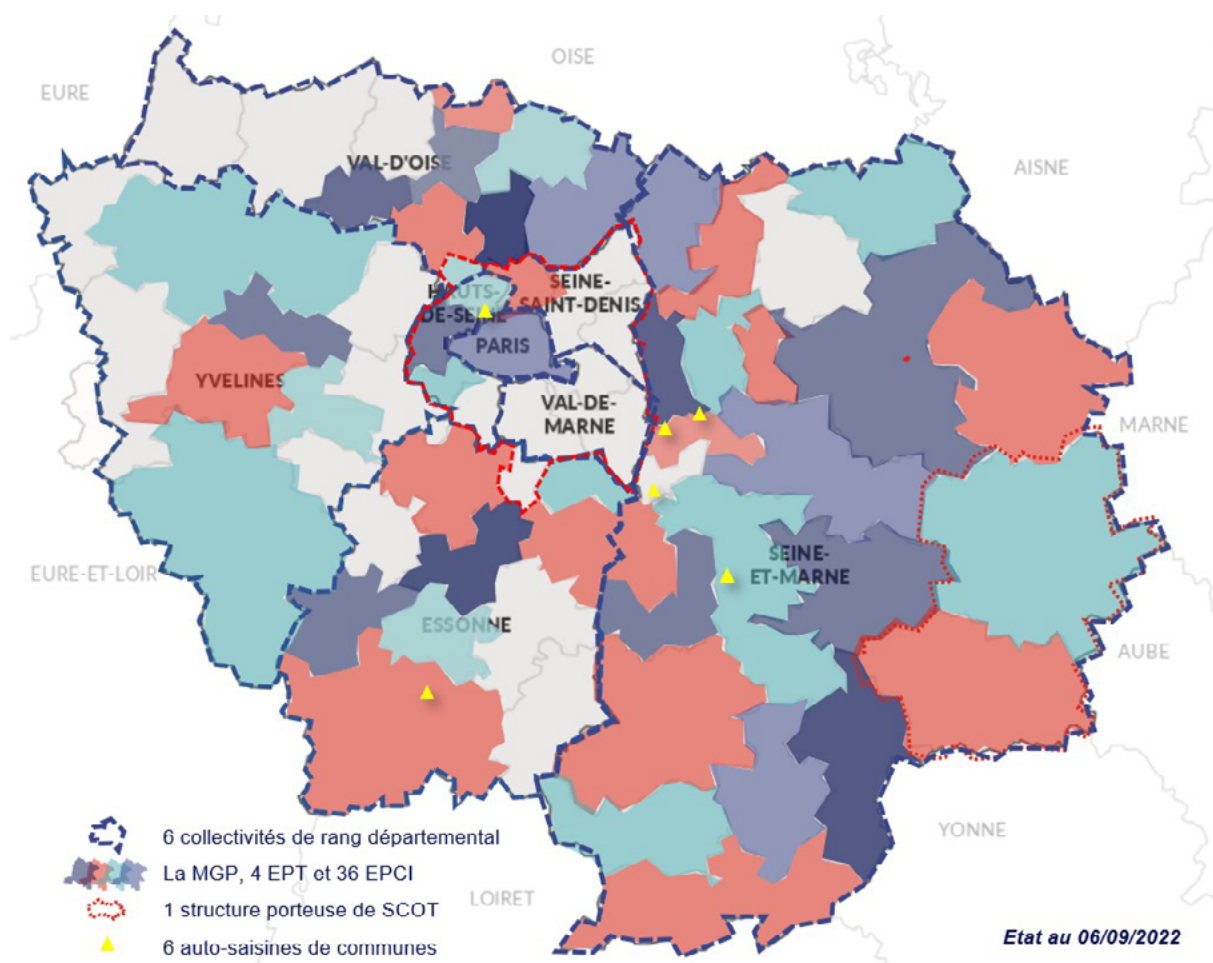 OISE
EURE
VAL-D'OISE
AISNE
HAUTS-
DE-SEINE
SEINE-
SAINT-DENIS
PARIS
YVELINES
VAL-DE-
MARNE
MARNE
EURE-ET-LOIR
SEINE-
ET-MARNE
ESSONNE
AUBE
YONNE
LOIRET
6 collectivités de rang départemental
La MGP, 4 EPT et 36 EPCI
1 structure porteuse de SCOT
6 auto-saisines de communes
Etat au 06/09/2022